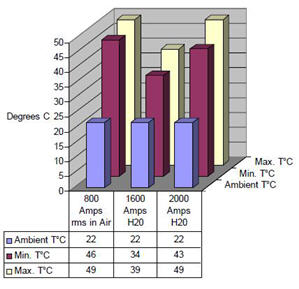 50
45
40
35
30
25
20
15
10
5
0
Degrees C
Max. T°C
Min. T°C
Ambient T°C
800 Amps rms in Air
1600 Amps H20
2000 Amps H20
Ambient T°C 22 22 22
Min. T°C 46 34 43
Max. T°C 49 39 49